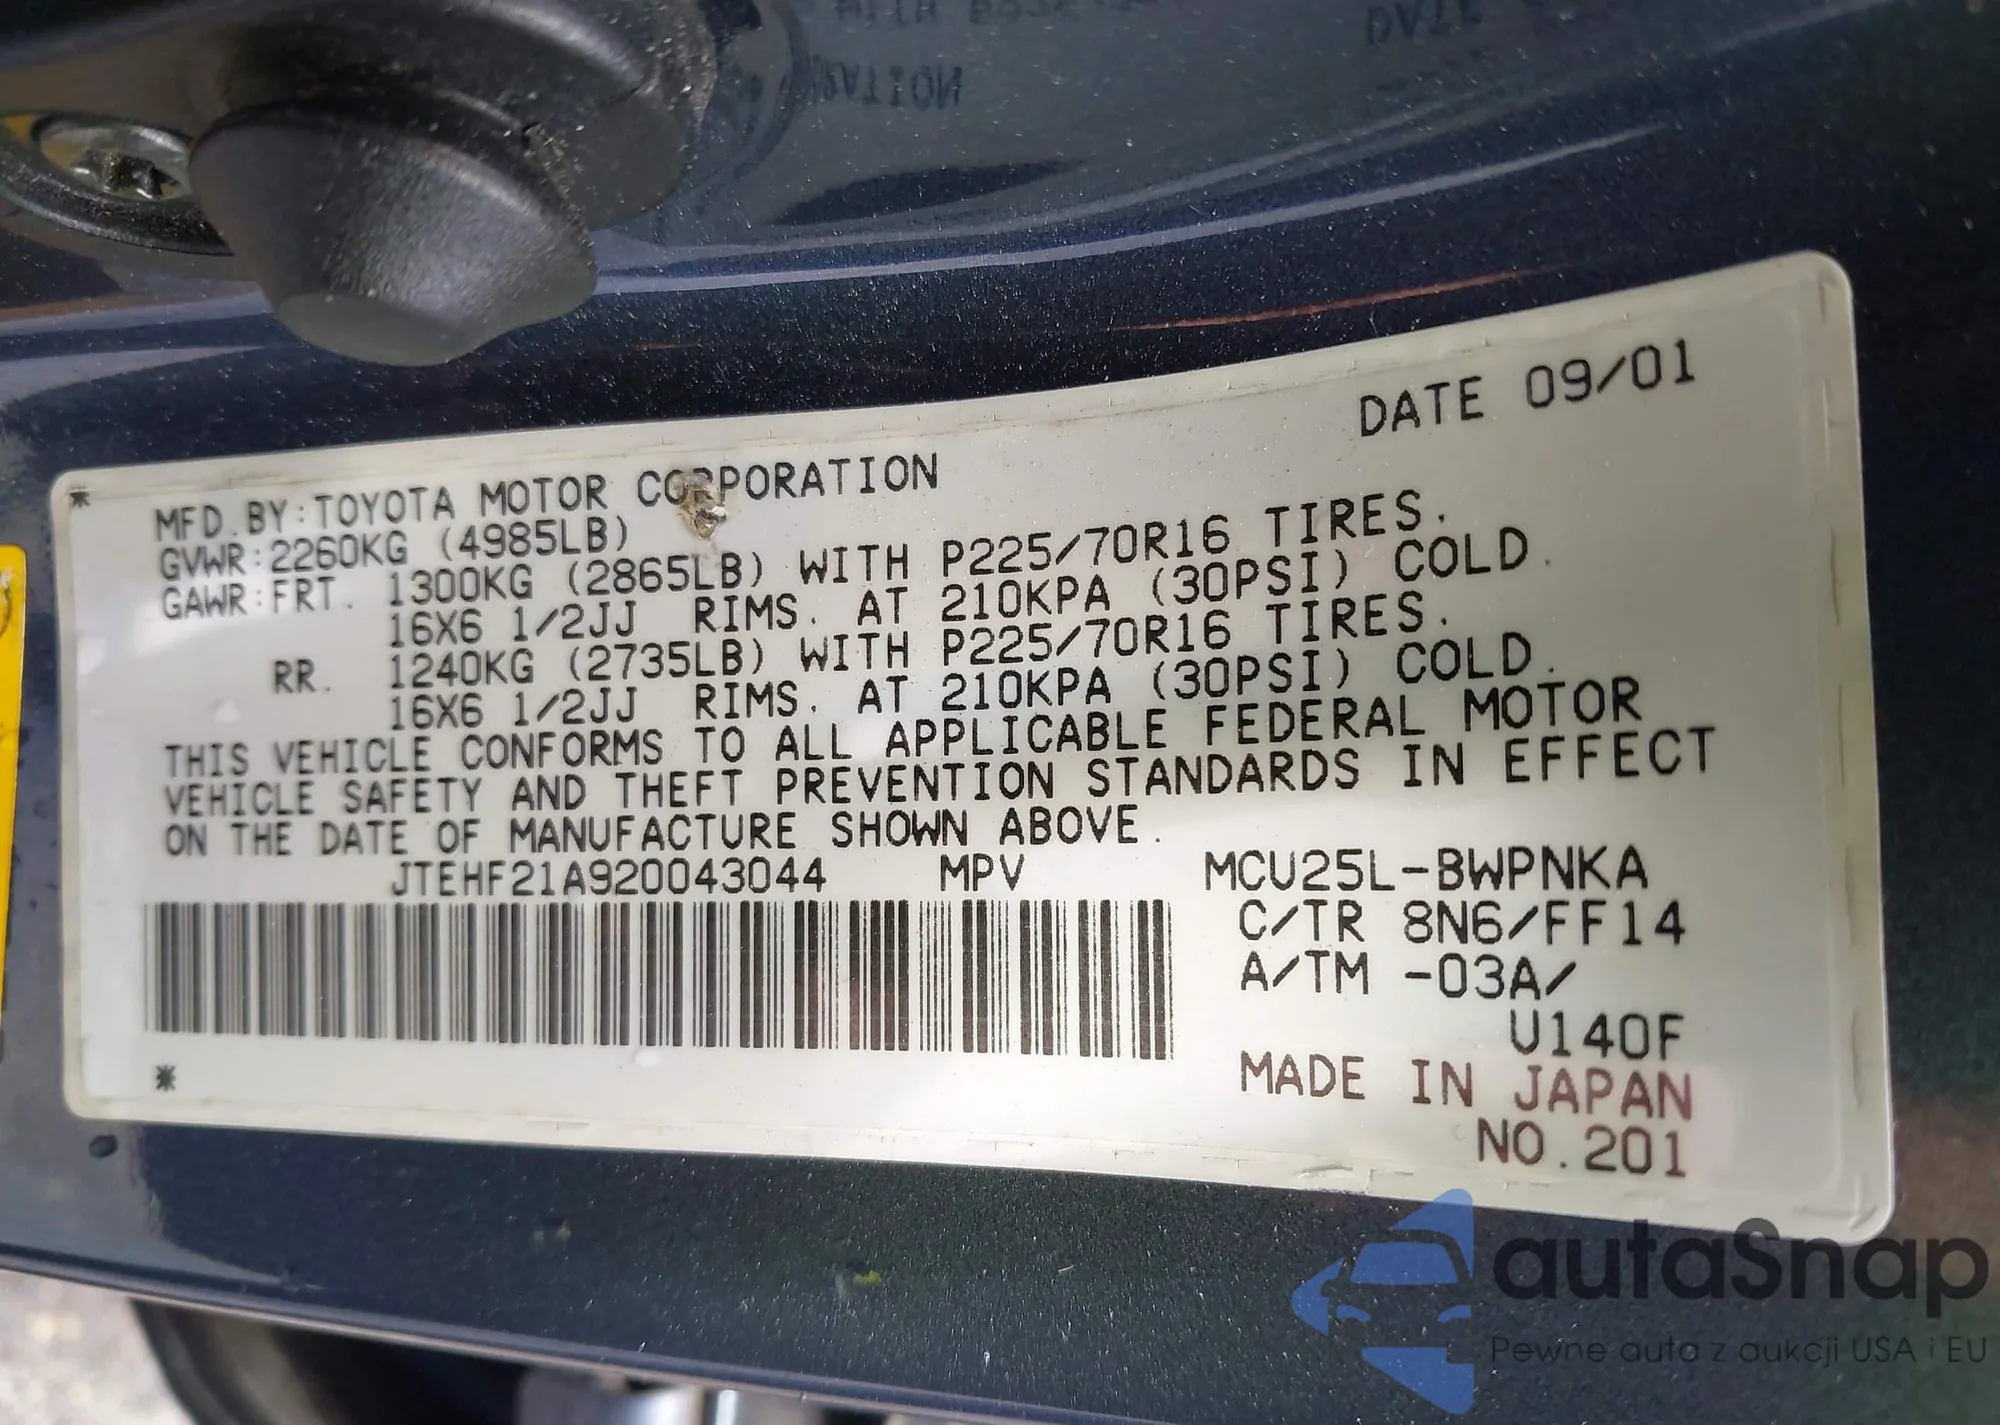 DATE 09/01
MFD.BY:TOYOTA MOTOR CORPORATION
GVWR:2260KG (4985LB)
GAWR:FRT. 1300KG (2865LB) WITH P225/70R16 TIRES.
16X6 1/2JJ RIMS. AT 210KPA (30PSI) COLD.
RR. 1240KG (2735LB) WITH P225/70R16 TIRES.
16X6 1/2JJ RIMS. AT 210KPA (30PSI) COLD.
THIS VEHICLE CONFORMS TO ALL APPLICABLE FEDERAL MOTOR
VEHICLE SAFETY AND THEFT PREVENTION STANDARDS IN EFFECT
ON THE DATE OF MANUFACTURE SHOWN ABOVE.
JTEHF21A920043044 MPV MCU25L-BWPNKA
C/TR 8N6/FF14
A/TM -03A/
U140F
MADE IN JAPAN
NO.201
autaSnap
Pewne auta z aukcji USA i EU